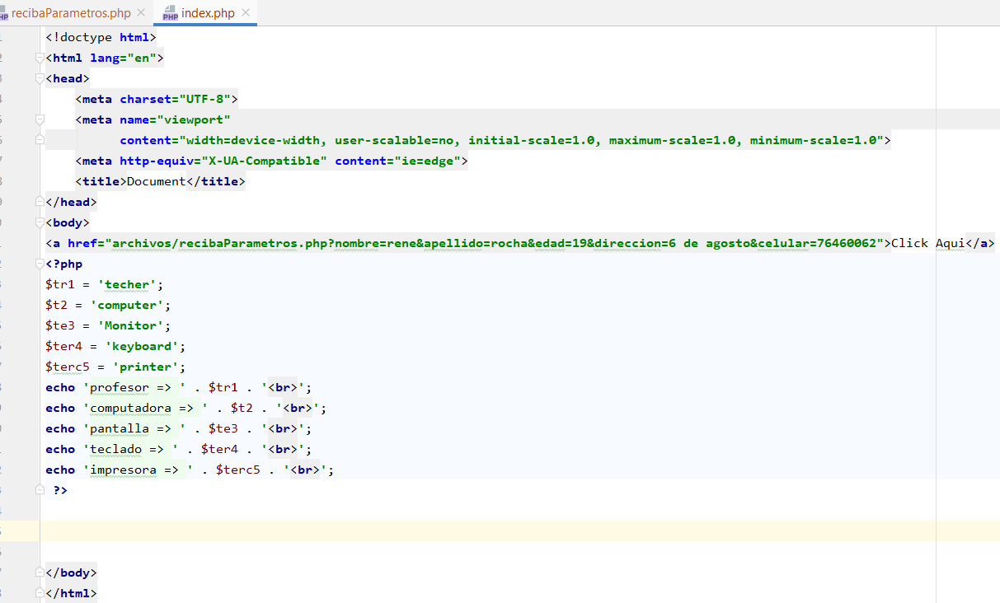 recibaParametros.php
index.php
<!doctype html>
<html lang="en">
<head>
<meta charset="UTF-8">
<meta name="viewport"
content="width=device-width, user-scalable=no, initial-scale=1.0, maximum-scale=1.0, minimum-scale=1.0">
<meta http-equiv="X-UA-Compatible" content="ie=edge">
<title>Document</title>
</head>
<body>
<a href="archivos/recibaParametros.php?nombre=rene&apellido=rocha&edad=19&direccion=6 de agosto&celular=76460062">Click Aqui</a>
<?php
$tr1 = 'techer';
$t2 = 'computer';
$te3 = 'Monitor';
$ter4 = 'keyboard';
$terc5 = 'printer';
echo 'profesor => ' . $tr1 . '<br>';
echo 'computadora => ' . $t2 . '<br>';
echo 'pantalla => ' . $te3 . '<br>';
echo 'teclado => ' . $ter4 . '<br>';
echo 'impresora => ' . $terc5 . '<br>';
?>
</body>
</html>